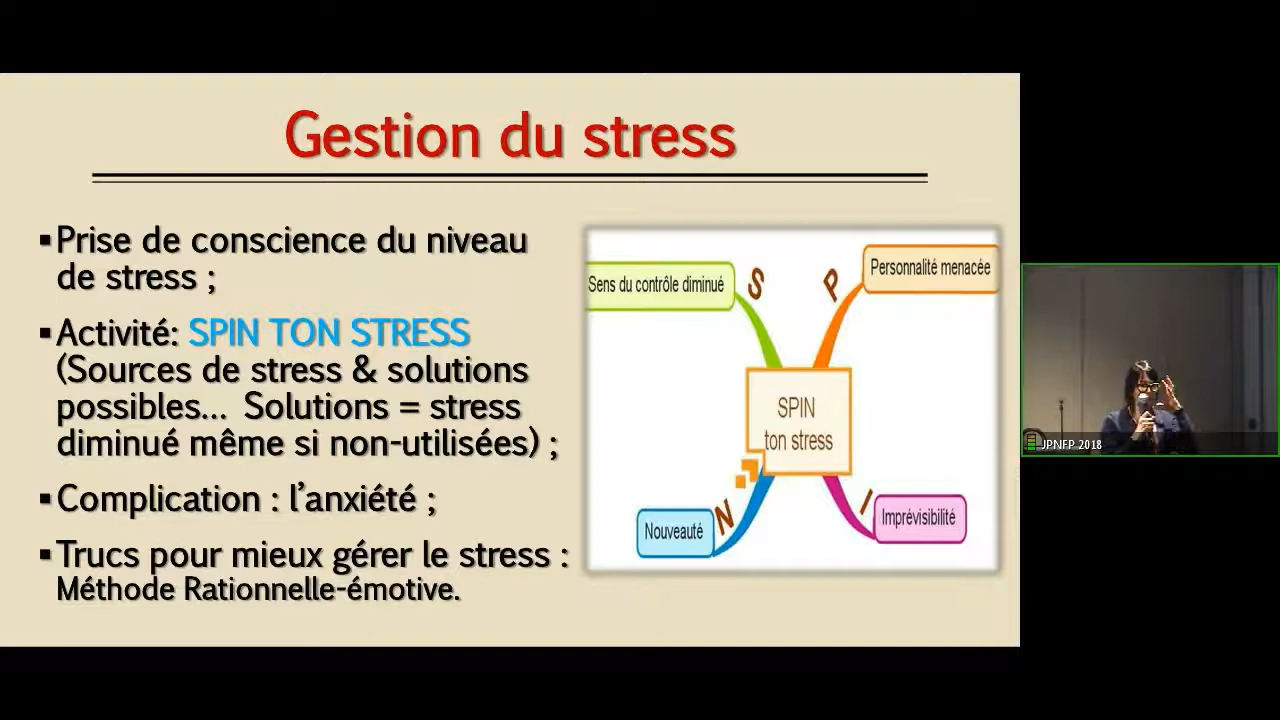 Gestion du stress
▪Prise de conscience du niveau
de stress ;
▪Activité: SPIN TON STRESS
(Sources de stress & solutions
possibles... Solutions = stress
diminué même si non-utilisées) ;
▪Complication : l'anxiété ;
▪Trucs pour mieux gérer le stress :
Méthode Rationnelle-émotive.
Sens du contrôle diminué
S
P
Personnalité menacée
SPIN
ton stress
Nouveauté
N
I
Imprévisibilité
JPNFP 2018